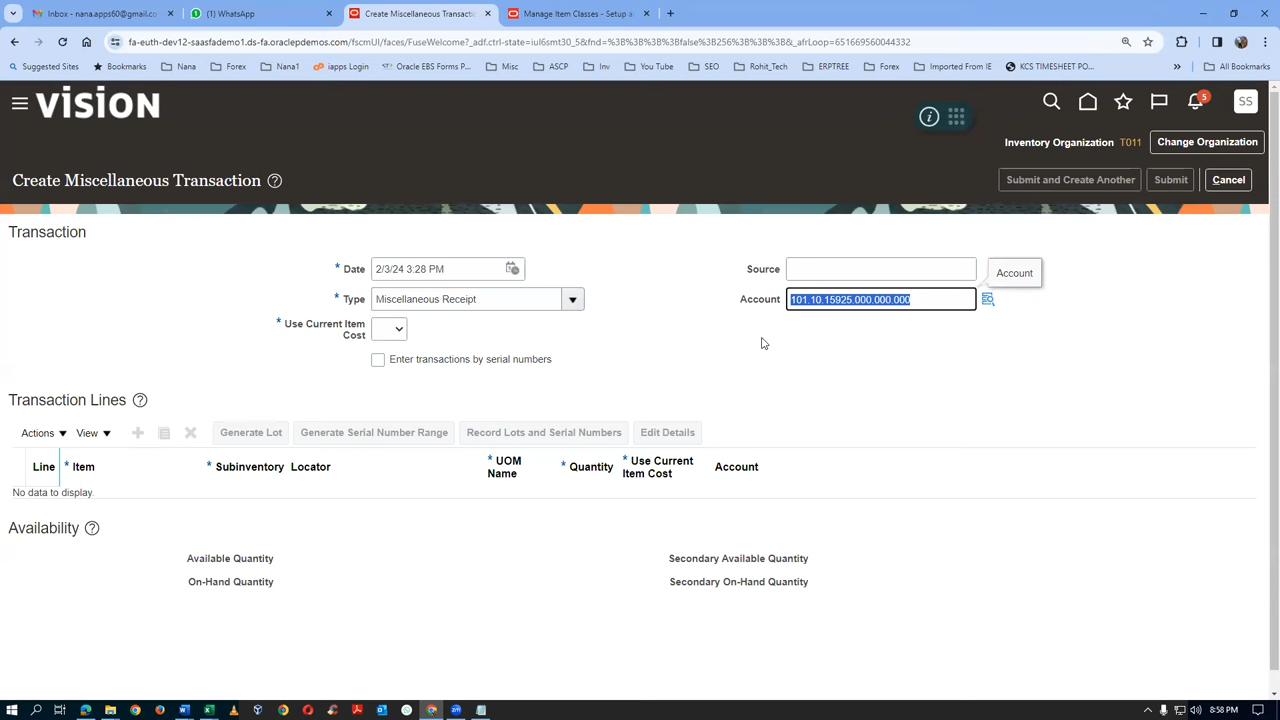 Inbox - nana.apps60@gmail.co
(1) WhatsApp
Create Miscellaneous Transactio
Manage Item Classes - Setup a
fa-euth-dev12-saasfademo1.ds-fa.oraclepdemos.com/fscmUI/faces/FuseWelcome?_adf.ctrl-state=iul6smt30_5&fnd=%3B%3B%3B%3Bfalse%3B256%3B%3B%3B&_afrLoop=651669560044332
Suggested Sites
Bookmarks
Nana
Forex
Nana1
iapps Login
Oracle EBS Forms P...
Misc
ASCP
Inv
You Tube
SEO
Rohit_Tech
ERPTREE
Forex
Imported From IE
KCS TIMESHEET PO...
All Bookmarks
VISION
5
SS
Inventory Organization T011 Change Organization
Create Miscellaneous Transaction
Submit and Create Another Submit Cancel
Transaction
* Date 2/3/24 3:28 PM
Source
Account
* Type Miscellaneous Receipt
Account 101.10.15925.000.000.000
* Use Current Item
Cost
Enter transactions by serial numbers
Transaction Lines
Actions View Generate Lot Generate Serial Number Range Record Lots and Serial Numbers Edit Details
Line * Item * Subinventory Locator * UOM Name * Quantity * Use Current Item Cost Account
No data to display.
Availability
Available Quantity
Secondary Available Quantity
On-Hand Quantity
Secondary On-Hand Quantity
8:58 PM